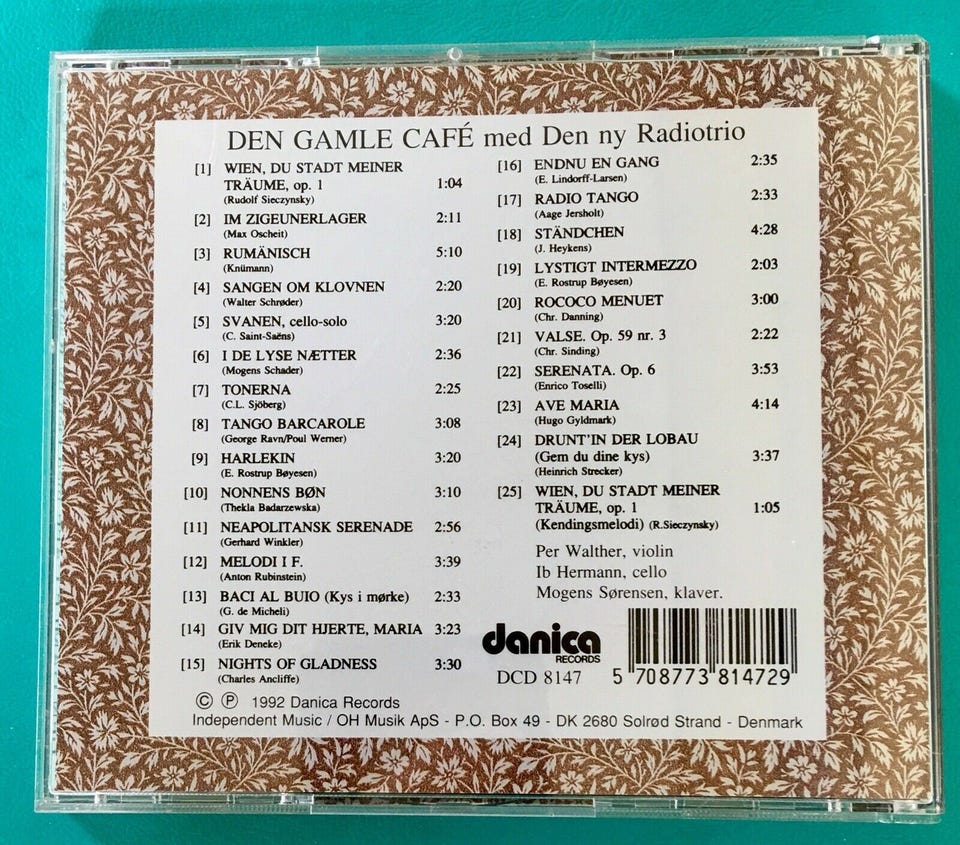 DEN GAMLE CAFÉ med Den ny Radiotrio
[1] WIEN, DU STADT MEINER
TRÄUME, op. 1 1:04
(Rudolf Sieczynsky)
[2] IM ZIGEUNERLAGER 2:11
(Max Oscheit)
[3] RUMÄNISCH 5:10
(Knümann)
[4] SANGEN OM KLOVNEN 2:20
(Walter Schrøder)
[5] SVANEN, cello-solo 3:20
(C. Saint-Saëns)
[6] I DE LYSE NÆTTER 2:36
(Mogens Schader)
[7] TONERNA 2:25
(C.L. Sjöberg)
[8] TANGO BARCAROLE 3:08
(George Ravn/Poul Werner)
[9] HARLEKIN 3:20
(E. Rostrup Bøyesen)
[10] NONNENS BØN 3:10
(Thekla Badarzewska)
[11] NEAPOLITANSK SERENADE 2:56
(Gerhard Winkler)
[12] MELODI I F. 3:39
(Anton Rubinstein)
[13] BACI AL BUIO (Kys i mørke) 2:33
(G. de Micheli)
[14] GIV MIG DIT HJERTE, MARIA 3:23
(Erik Deneke)
[15] NIGHTS OF GLADNESS 3:30
(Charles Ancliffe)
[16] ENDNU EN GANG 2:35
(E. Lindorff-Larsen)
[17] RADIO TANGO 2:33
(Aage Jersholt)
[18] STÄNDCHEN 4:28
(J. Heykens)
[19] LYSTIGT INTERMEZZO 2:03
(E. Rostrup Bøyesen)
[20] ROCOCO MENUET 3:00
(Chr. Danning)
[21] VALSE. Op. 59 nr. 3 2:22
(Chr. Sinding)
[22] SERENATA. Op. 6 3:53
(Enrico Toselli)
[23] AVE MARIA 4:14
(Hugo Gyldmark)
[24] DRUNT'IN DER LOBAU
(Gem du dine kys) 3:37
(Heinrich Strecker)
[25] WIEN, DU STADT MEINER
TRÄUME, op. 1 1:05
(Kendingsmelodi) (R.Sieczynsky)
Per Walther, violin
Ib Hermann, cello
Mogens Sørensen, klaver.
danica
RECORDS
DCD 8147
5 708773 814729
© ℗ 1992 Danica Records
Independent Music / OH Musik ApS - P.O. Box 49 - DK 2680 Solrød Strand - Denmark